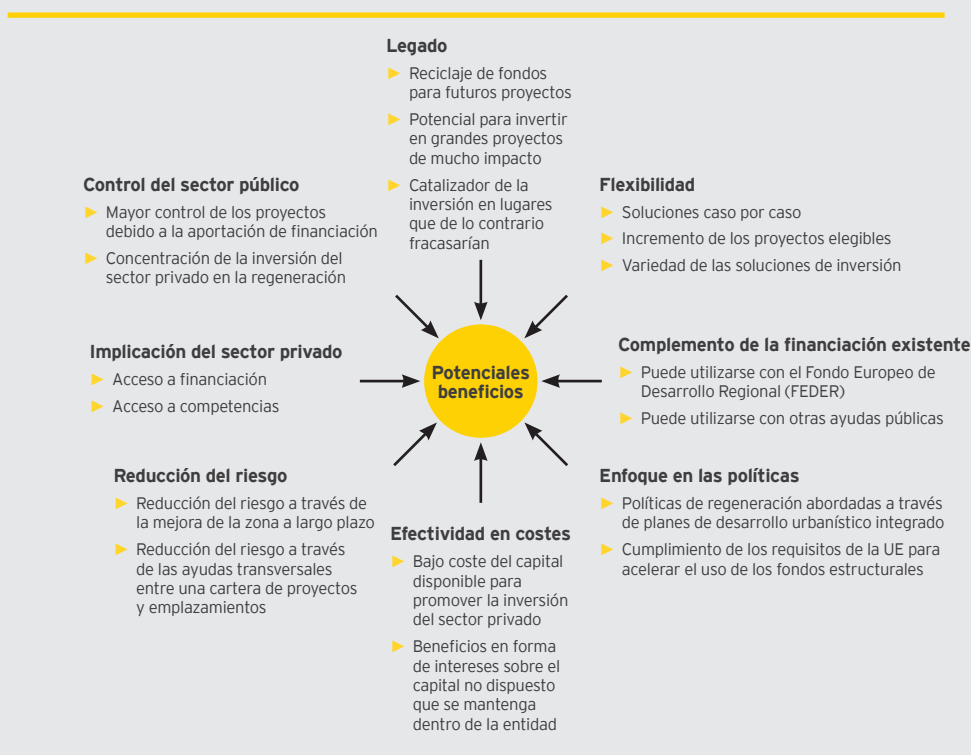 Legado
► Reciclaje de fondos
para futuros proyectos
► Potencial para invertir
en grandes proyectos
de mucho impacto
► Catalizador de la
inversión en lugares
que de lo contrario
fracasarían
Control del sector público
► Mayor control de los proyectos
debido a la aportación de financiación
► Concentración de la inversión del
sector privado en la regeneración
Flexibilidad
► Soluciones caso por caso
► Incremento de los proyectos elegibles
► Variedad de las soluciones de inversión
Implicación del sector privado
► Acceso a financiación
► Acceso a competencias
Potenciales
beneficios
Complemento de la financiación existente
► Puede utilizarse con el Fondo Europeo de
Desarrollo Regional (FEDER)
► Puede utilizarse con otras ayudas públicas
Reducción del riesgo
► Reducción del riesgo a través de
la mejora de la zona a largo plazo
► Reducción del riesgo a través
de las ayudas transversales
entre una cartera de proyectos
y emplazamientos
Efectividad en costes
► Bajo coste del capital
disponible para
promover la inversión
del sector privado
► Beneficios en forma
de intereses sobre el
capital no dispuesto
que se mantenga
dentro de la entidad
Enfoque en las políticas
► Políticas de regeneración abordadas a través
de planes de desarrollo urbanístico integrado
► Cumplimiento de los requisitos de la UE para
acelerar el uso de los fondos estructurales